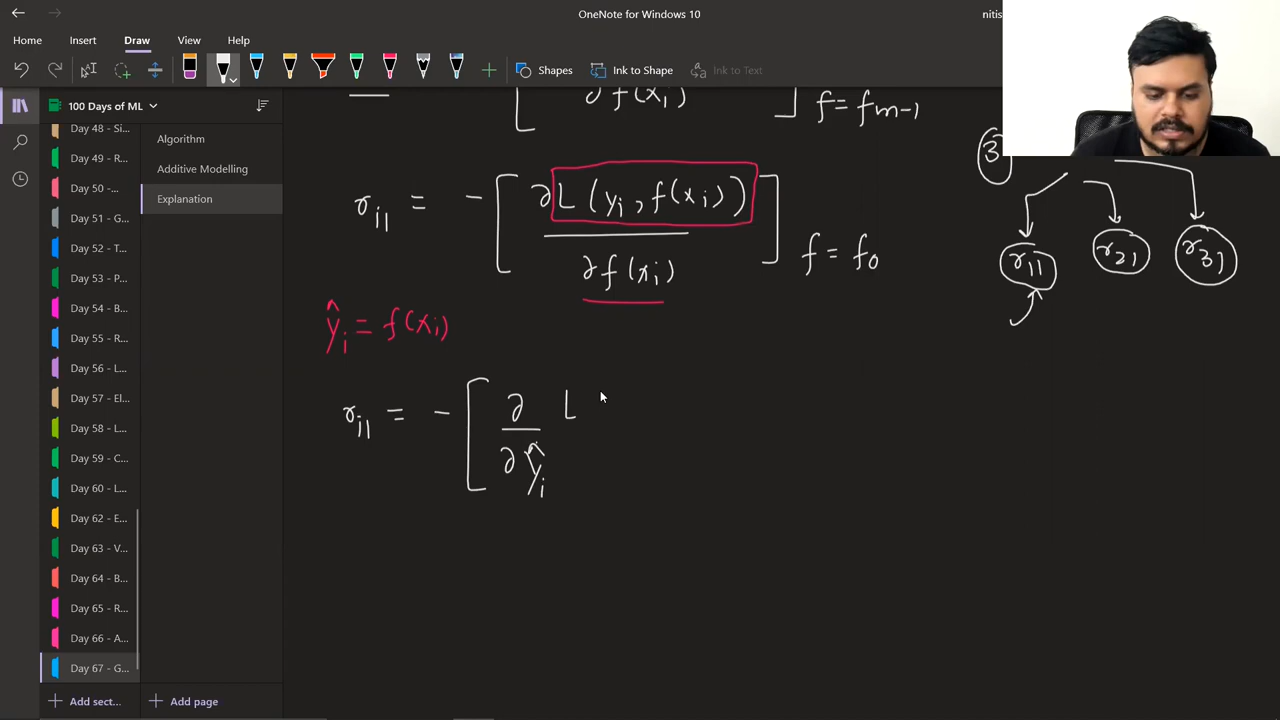 OneNote for Windows 10
nitis
Home Insert Draw View Help
Shapes Ink to Shape Ink to Text
100 Days of ML
Day 48 - Si...
Day 49 - R...
Day 50 -...
Day 51 - G...
Day 52 - T...
Day 53 - P...
Day 54 - B...
Day 55 - R...
Day 56 - L...
Day 57 - El...
Day 58 - L...
Day 59 - C...
Day 60 - L...
Day 62 - E...
Day 63 - V...
Day 64 - B...
Day 65 - R...
Day 66 - A...
Day 67 - G...
Add sect...
Algorithm
Additive Modelling
Explanation
Add page
∂f(xᵢ) ] f = fm-1
rᵢ₁ = - [ ∂L(yᵢ, f(xᵢ))
∂f(xᵢ) ] f = f₀
ŷᵢ = f(xᵢ)
rᵢ₁ = - [ ∂ L
∂ŷᵢ
3
r₁₁ r₂₁ r₃₁